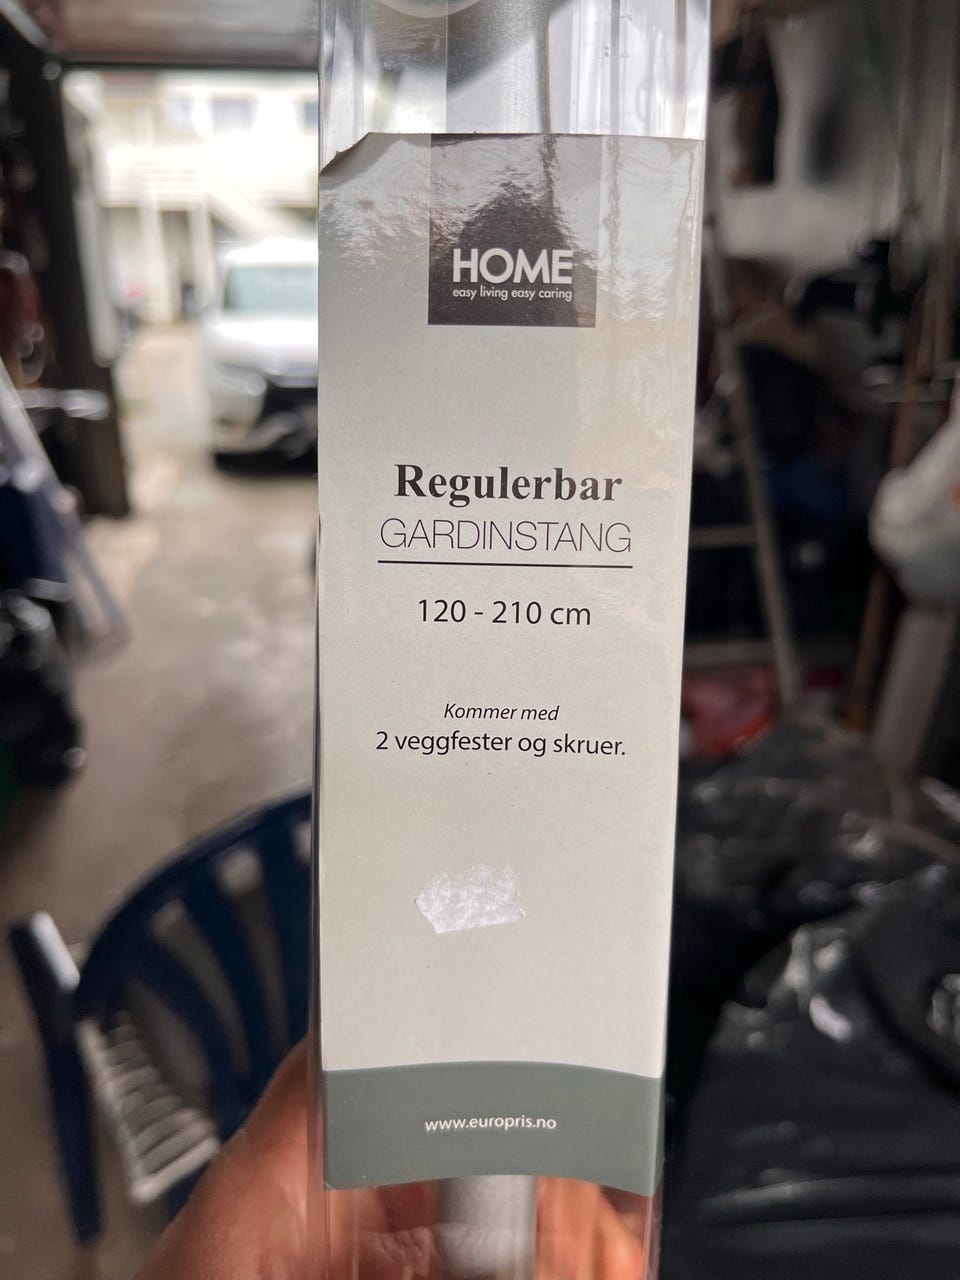 HOME
easy living easy caring
Regulerbar
GARDINSTANG
120 - 210 cm
Kommer med
2 veggfester og skruer.
www.europris.no